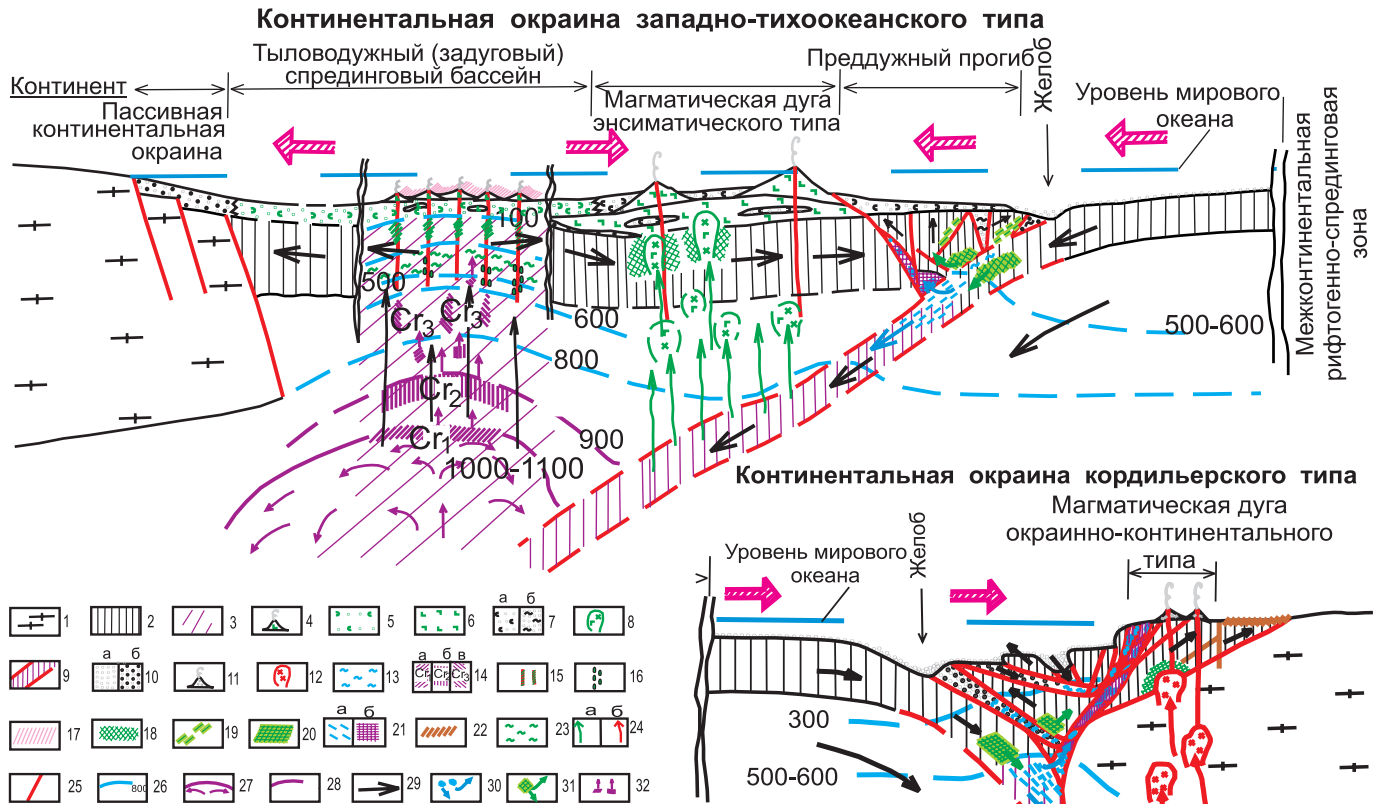 Континентальная окраина западно-тихоокеанского типа
Континент
Пассивная
континентальная
окраина
Тыловодужный (задуговый)
спрединговый бассейн
Магматическая дуга
энсиматического типа
Преддужный прогиб
Желоб
Уровень мирового
океана
Межконтинентальная
рифтогенно-спрединговая
зона
100
500
600
800
900
1000-1100
500-600
Cr3
Cr3
Cr2
Cr1
Континентальная окраина кордильерского типа
Магматическая дуга
окраинно-континентального
типа
Уровень мирового
океана
Желоб
>
300
500-600
1
2
3
4
5
6
а б
7
8
9
а б
10
11
12
13
а б в
Cr1 Cr2 Cr3
14
15
16
17
18
19
20
а б
21
22
23
а б
24
25
800
26
27
28
29
30
31
32